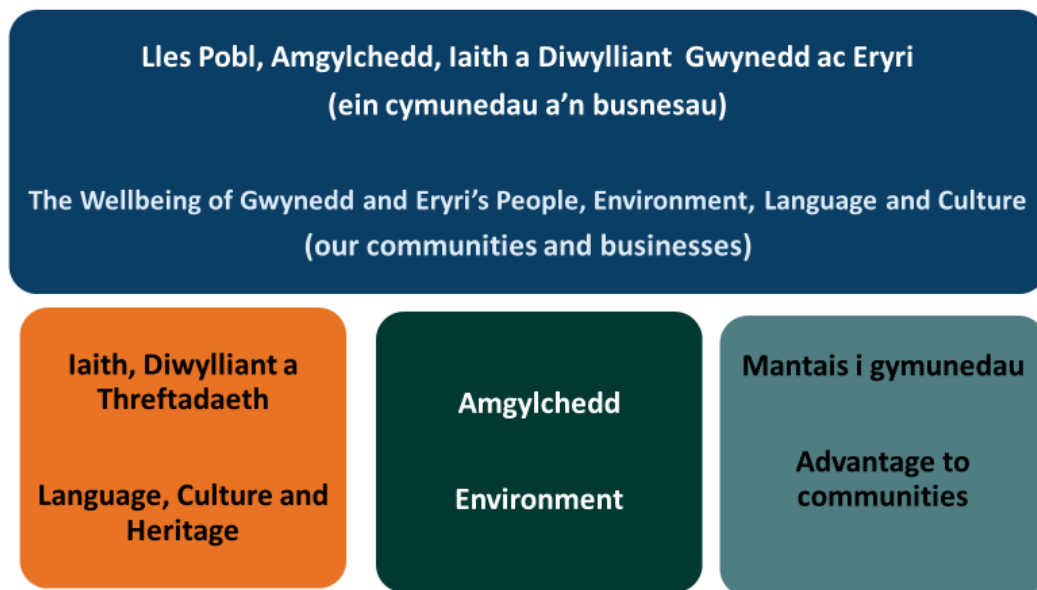 Lles Pobl, Amgylchedd, Iaith a Diwylliant Gwynedd ac Eryri
(ein cymunedau a'n busnesau)
The Wellbeing of Gwynedd and Eryri's People, Environment, Language and Culture
(our communities and businesses)
Iaith, Diwylliant a
Threftadaeth
Language, Culture and
Heritage
Amgylchedd
Environment
Mantais i gymunedau
Advantage to
communities